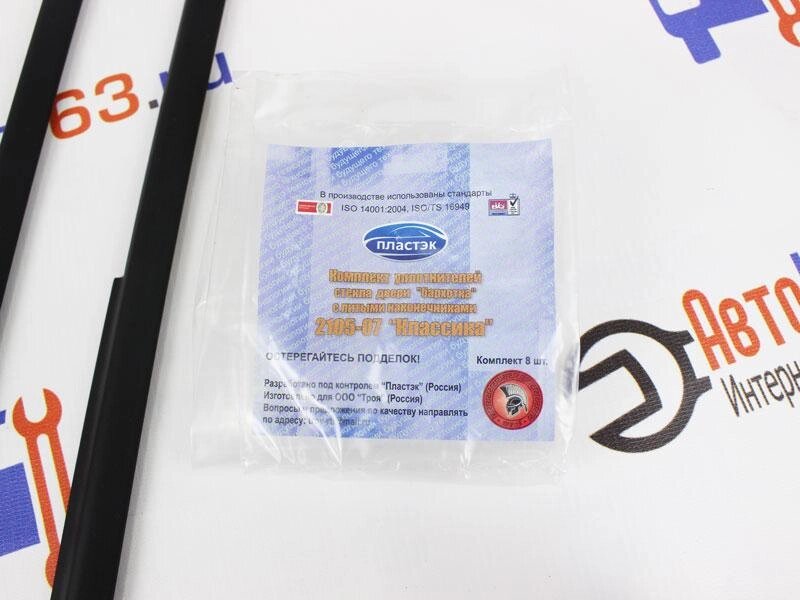 63.ru
В производстве использованы стандарты
ISO 14001:2004, ISO/TS 16949
ПЛАСТЭК
Комплект уплотнителей
стекла двери "бархотка"
с литыми наконечниками
2105-07 "Классика"
ОСТЕРЕГАЙТЕСЬ ПОДДЕЛОК!
Комплект 8 шт.
Разработано под контролем "Пластэк" (Россия)
Изготовлено для ООО "Троя" (Россия)
Вопросы и предложения по качеству направлять
по адресу:
Авто
Интерн